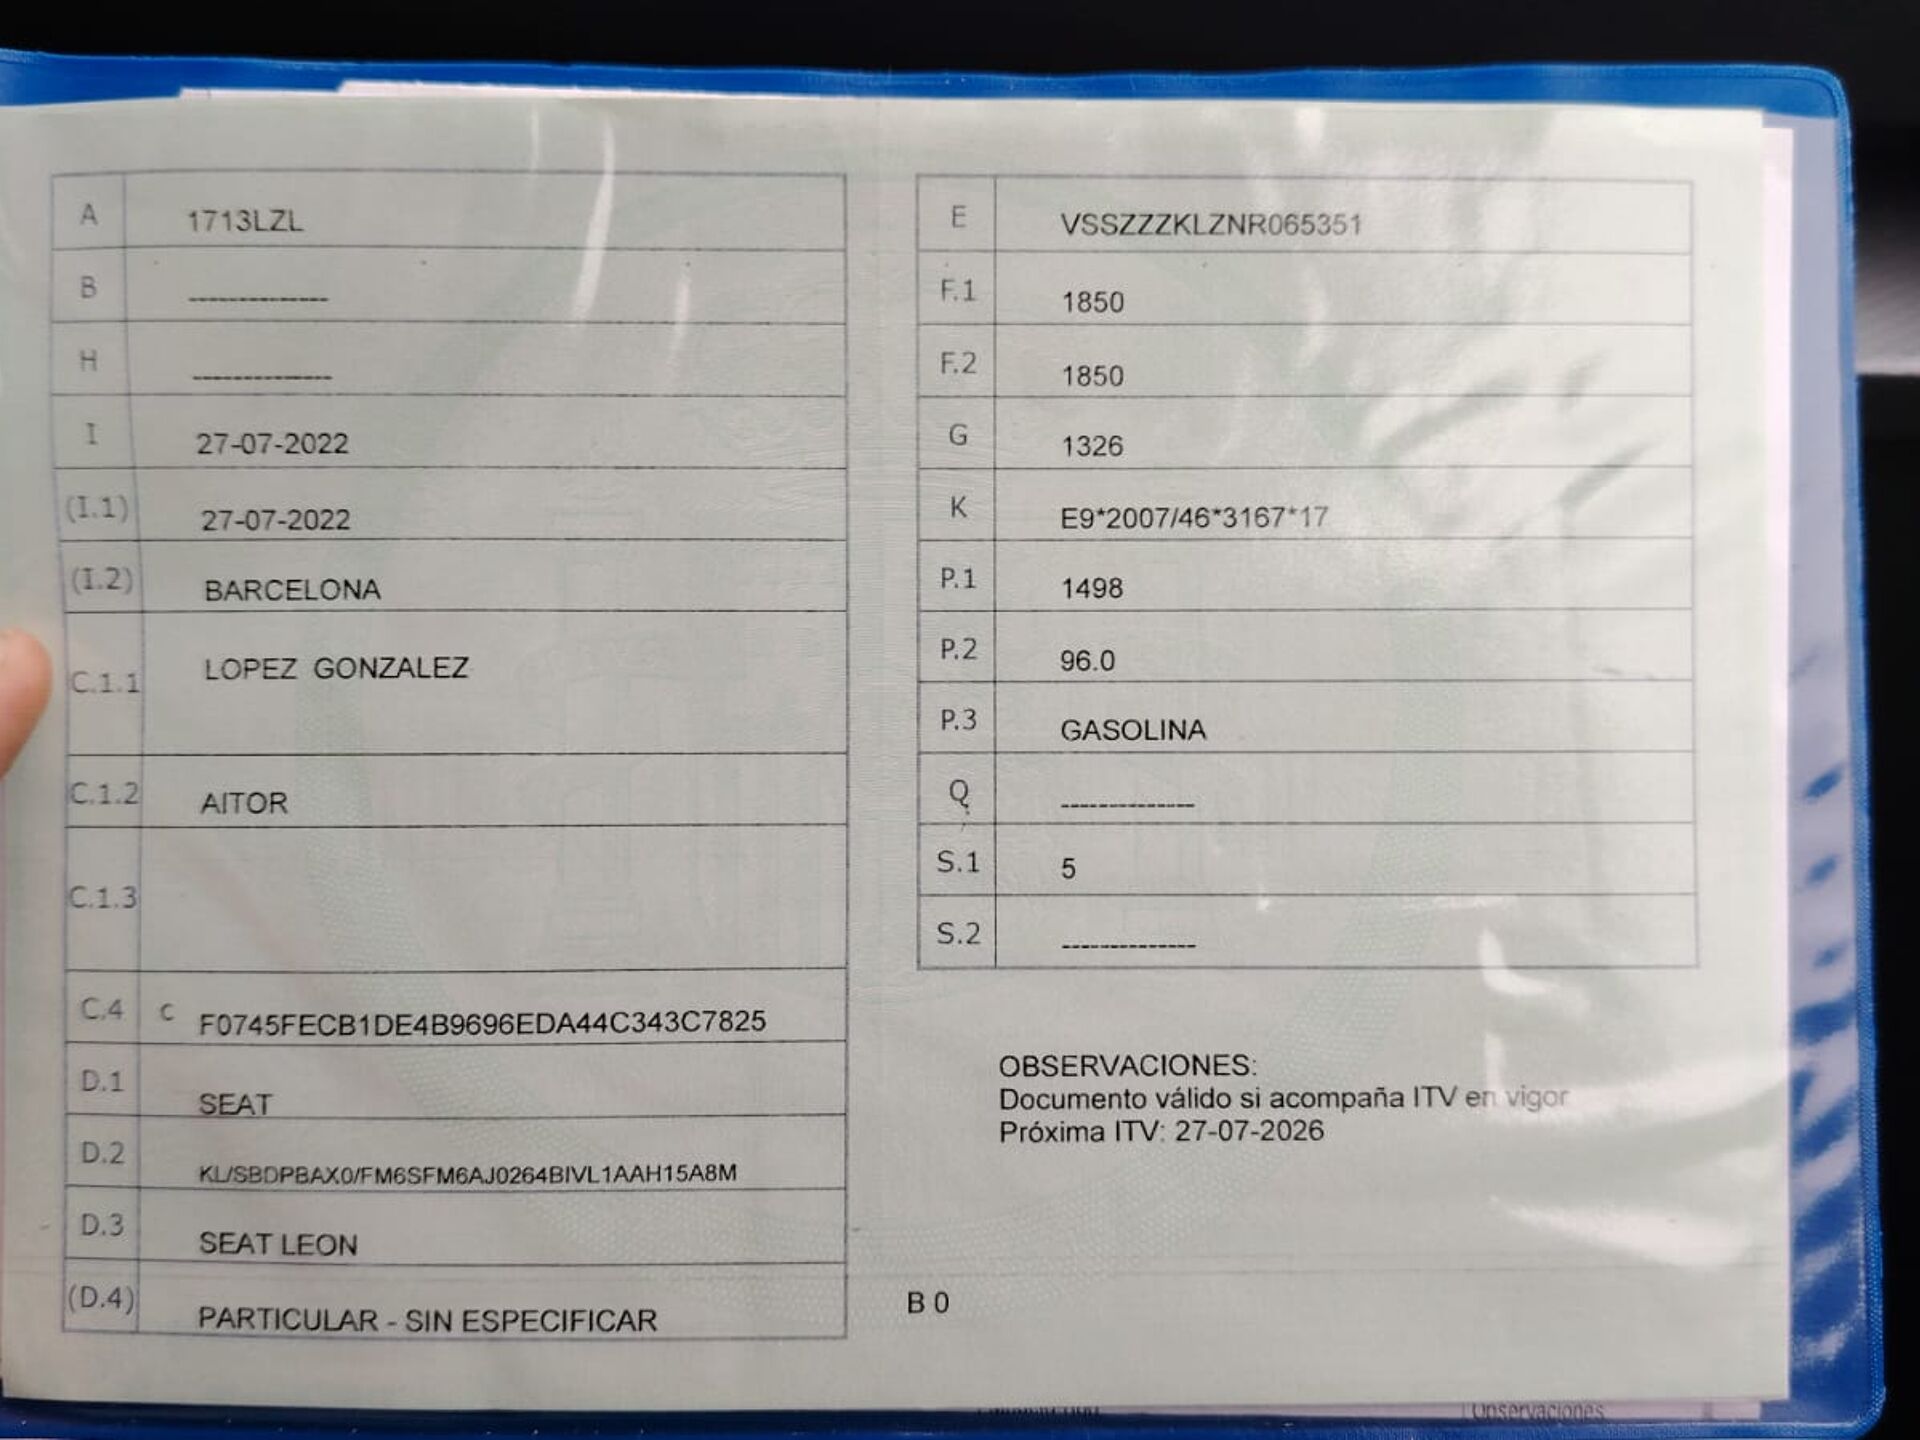 A 1713LZL
B --------------
H --------------
I 27-07-2022
(I.1) 27-07-2022
(I.2) BARCELONA
C.1.1 LOPEZ GONZALEZ
C.1.2 AITOR
C.1.3
C.4 C F0745FECB1DE4B9696EDA44C343C7825
D.1 SEAT
D.2 KL/SBDPBAX0/FM6SFM6AJ0264BIVL1AAH15A8M
D.3 SEAT LEON
(D.4) PARTICULAR - SIN ESPECIFICAR
E VSSZZZKLZNR065351
F.1 1850
F.2 1850
G 1326
K E9*2007/46*3167*17
P.1 1498
P.2 96.0
P.3 GASOLINA
Q --------------
S.1 5
S.2 --------------
OBSERVACIONES:
Documento válido si acompaña ITV en vigor
Próxima ITV: 27-07-2026
B 0
Observaciones